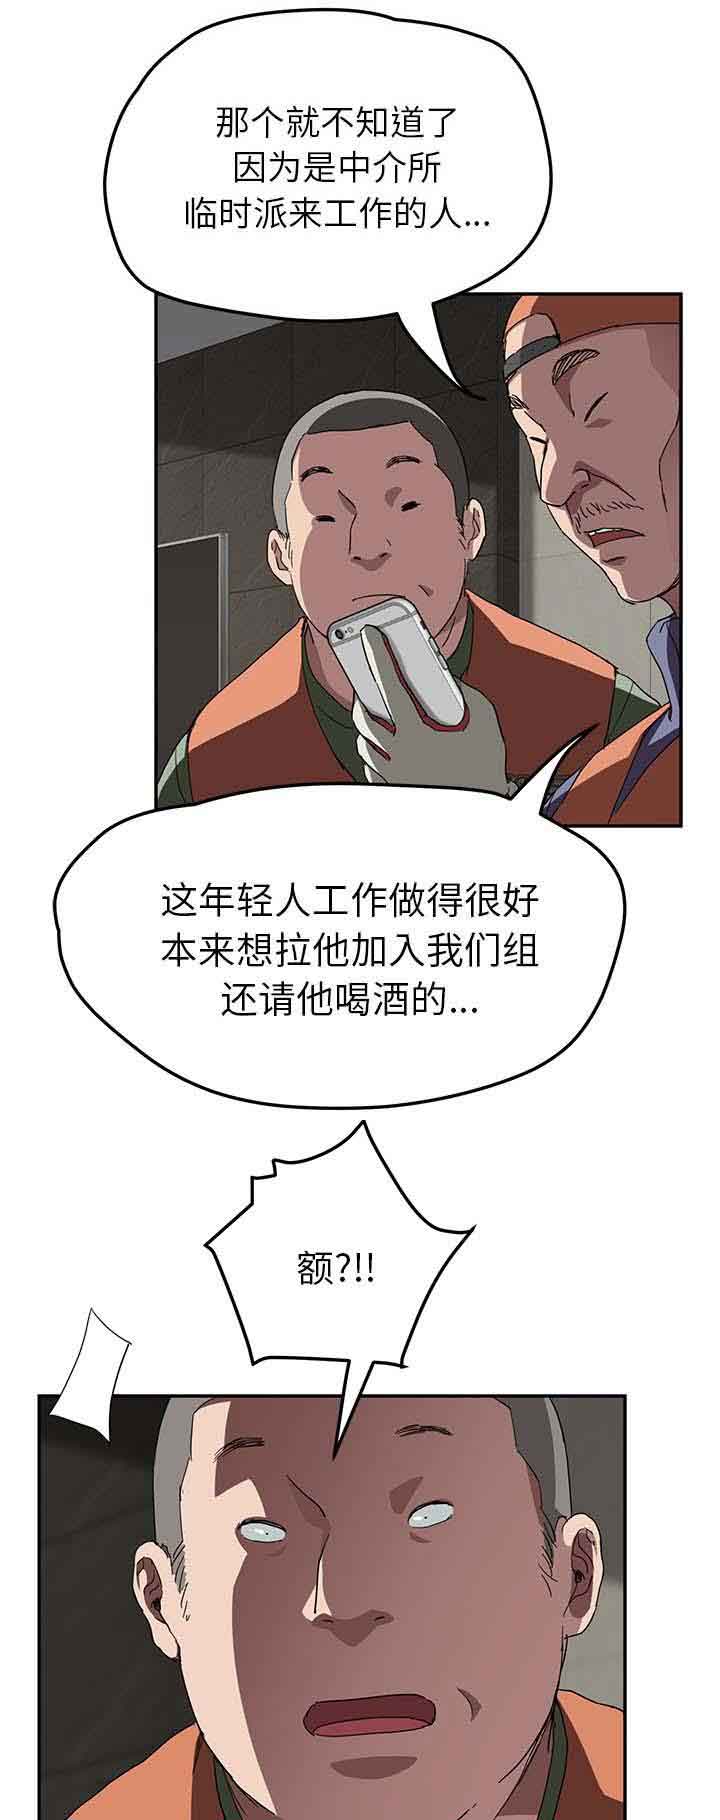 那个就不知道了
因为是中介所
临时派来工作的人...
这年轻人工作做得很好
本来想拉他加入我们组
还请他喝酒的...
额?!!